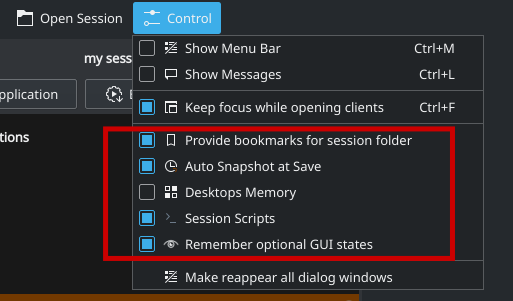 Open Session
Control
my sess
pplication
tions
Show Menu Bar Ctrl+M
Show Messages Ctrl+L
Keep focus while opening clients Ctrl+F
Provide bookmarks for session folder
Auto Snapshot at Save
Desktops Memory
Session Scripts
Remember optional GUI states
Make reappear all dialog windows